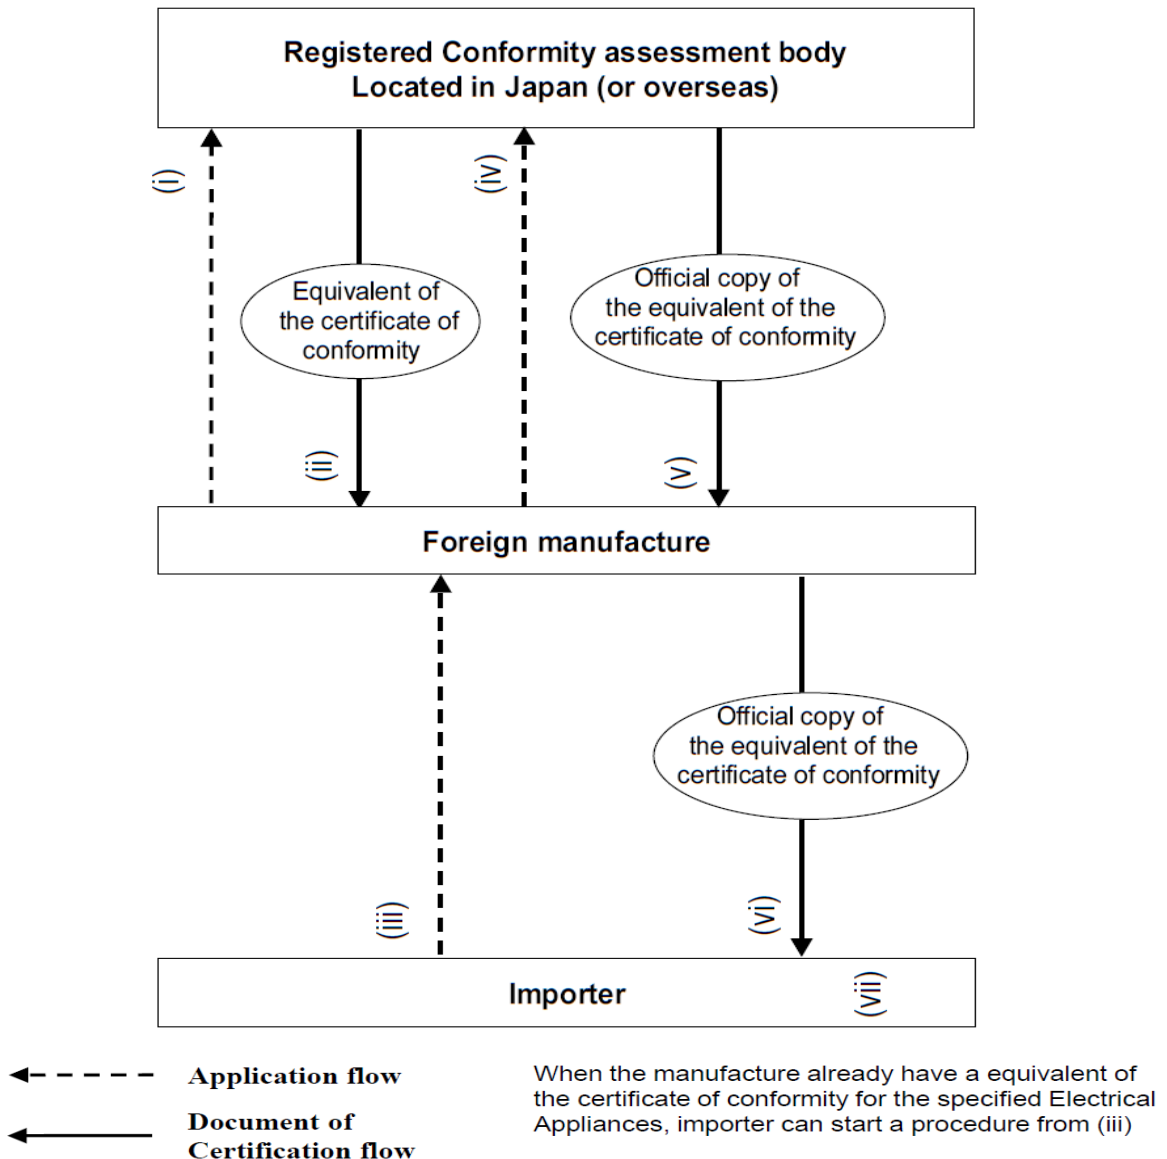 Registered Conformity assessment body
Located in Japan (or overseas)
(i)
(iv)
Equivalent of
the certificate of
conformity
Official copy of
the equivalent of the
certificate of conformity
(ii)
(v)
Foreign manufacture
Official copy of
the equivalent of the
certificate of conformity
(iii)
(vi)
Importer
(vii)
Application flow
Document of
Certification flow
When the manufacture already have a equivalent of
the certificate of conformity for the specified Electrical
Appliances, importer can start a procedure from (iii)